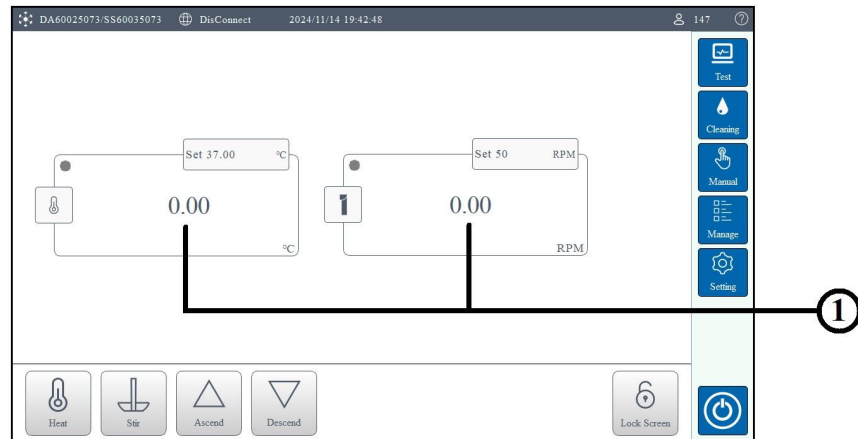 DA60025073/SS60035073 DisConnect 2024/11/14 19:42:48 147 ?
Test
Cleaning
Manual
Manage
Setting
Set 37.00 °C
0.00
°C
Set 50 RPM
1
0.00
RPM
1
Heat
Stir
Ascend
Descend
Lock Screen